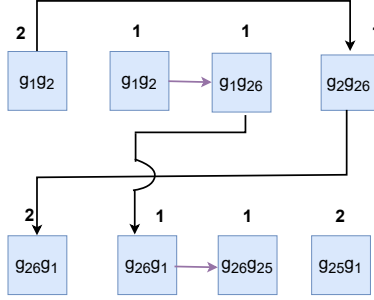 2 1 1 1
g₁g₂ g₁g₂ g₁g₂₆ g₂g₂₆
2 1 1 2
g₂₆g₁ g₂₆g₁ g₂₆g₂₅ g₂₅g₁